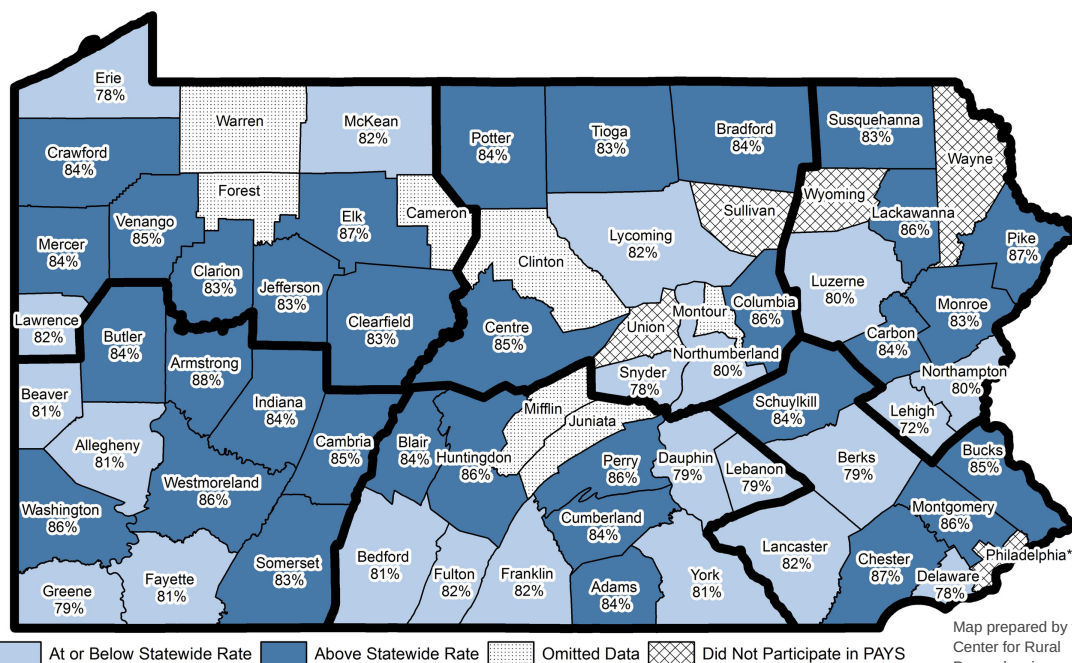 Erie
78%
Warren
McKean
82%
Potter
84%
Tioga
83%
Bradford
84%
Susquehanna
83%
Wayne
Crawford
84%
Forest
Elk
87%
Cameron
Sullivan
Wyoming
Lackawanna
86%
Pike
87%
Mercer
84%
Venango
85%
Clarion
83%
Jefferson
83%
Clearfield
83%
Clinton
Lycoming
82%
Luzerne
80%
Monroe
83%
Lawrence
82%
Butler
84%
Armstrong
88%
Centre
85%
Union
Montour
Columbia
86%
Carbon
84%
Northumberland
80%
Northampton
80%
Snyder
78%
Beaver
81%
Indiana
84%
Mifflin
Juniata
Schuylkill
84%
Lehigh
72%
Allegheny
81%
Cambria
85%
Blair
84%
Huntingdon
86%
Perry
86%
Dauphin
79%
Lebanon
79%
Berks
79%
Bucks
85%
Westmoreland
86%
Washington
86%
Cumberland
84%
Montgomery
86%
Philadelphia*
Greene
79%
Fayette
81%
Somerset
83%
Bedford
81%
Fulton
82%
Franklin
82%
Adams
84%
York
81%
Lancaster
82%
Chester
87%
Delaware
78%
At or Below Statewide Rate
Above Statewide Rate
Omitted Data
Did Not Participate in PAYS
Map prepared by
Center for Rural